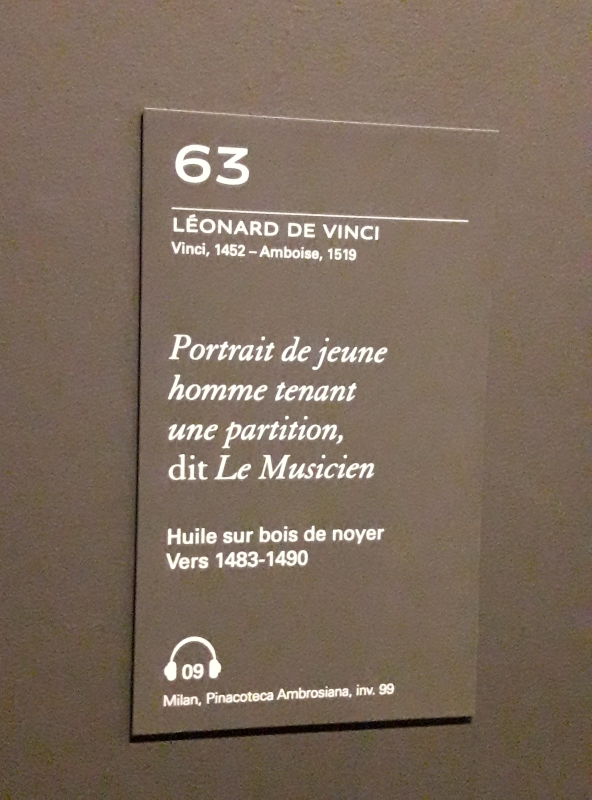 63
LÉONARD DE VINCI
Vinci, 1452 – Amboise, 1519
Portrait de jeune
homme tenant
une partition,
dit Le Musicien
Huile sur bois de noyer
Vers 1483-1490
09
Milan, Pinacoteca Ambrosiana, inv. 99